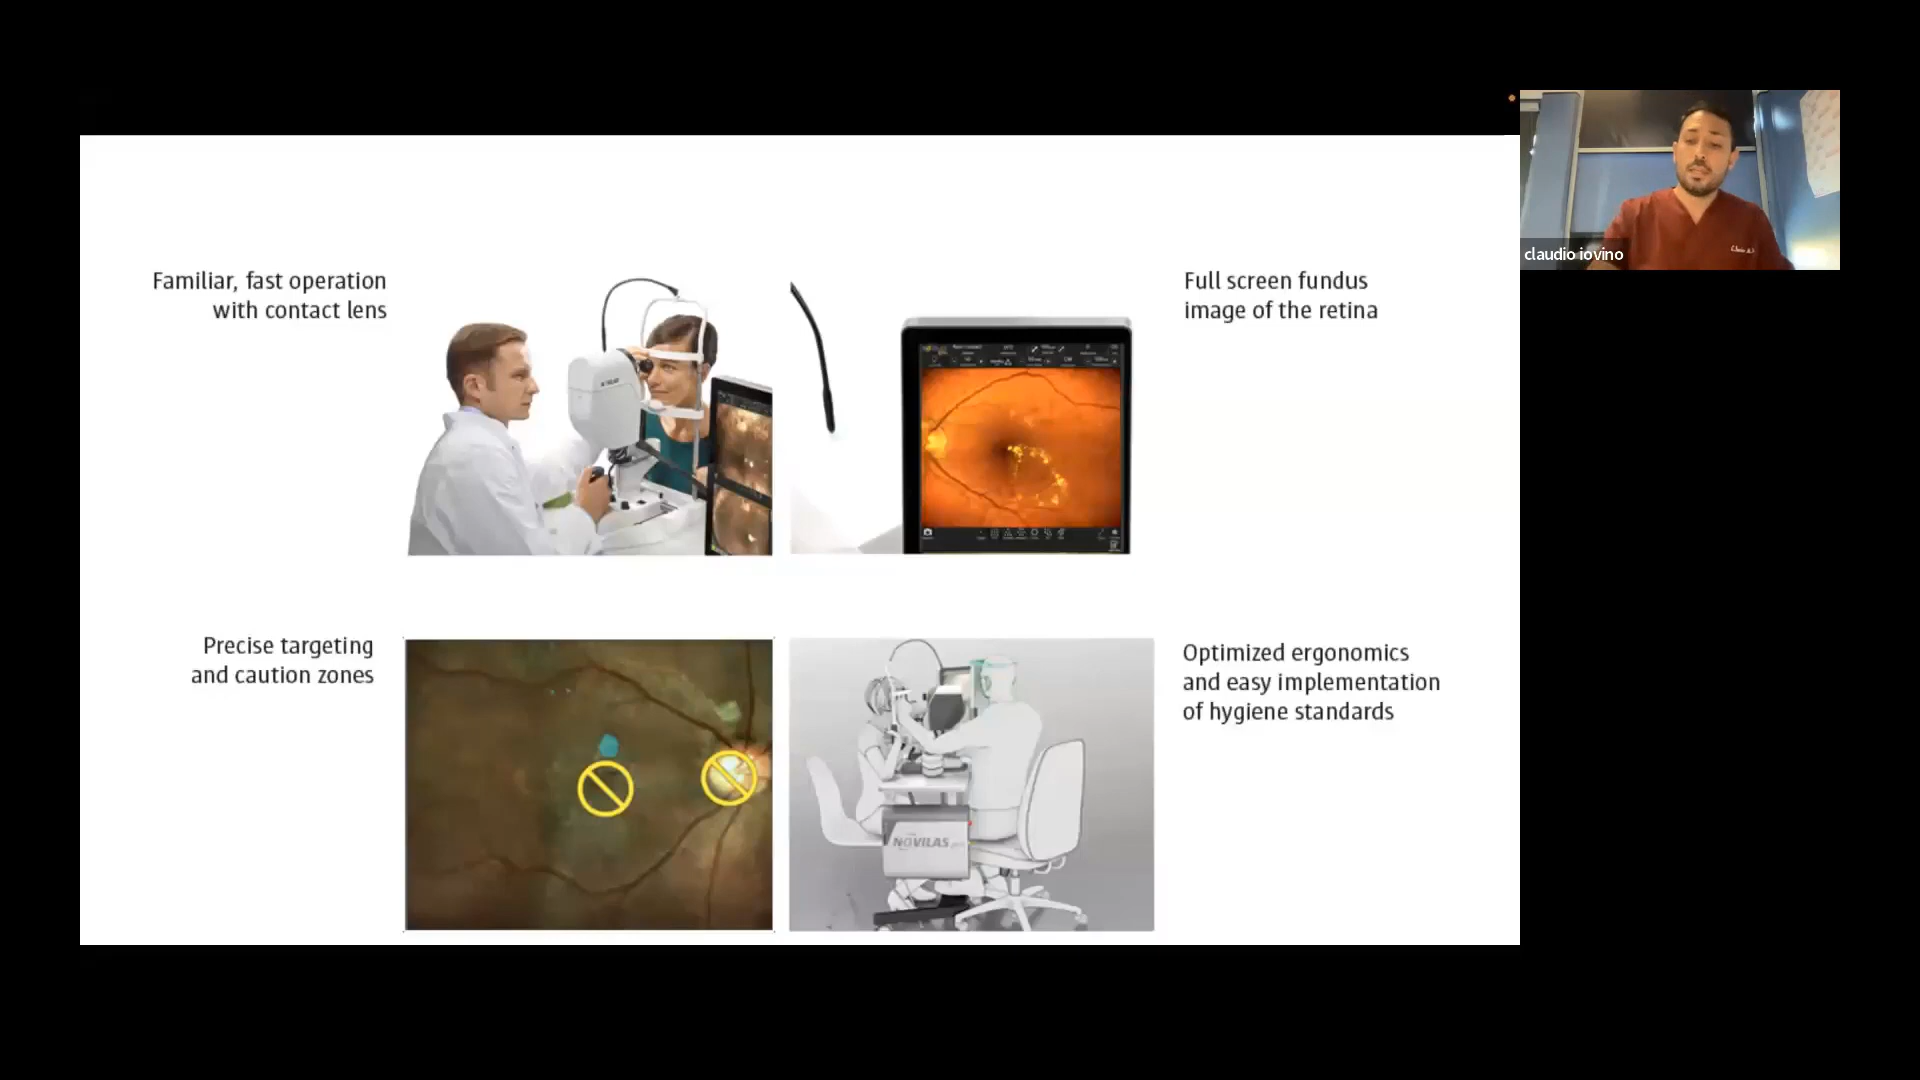 Familiar, fast operation
with contact lens
Full screen fundus
image of the retina
Precise targeting
and caution zones
Optimized ergonomics
and easy implementation
of hygiene standards
NOVILAS
claudio iovino